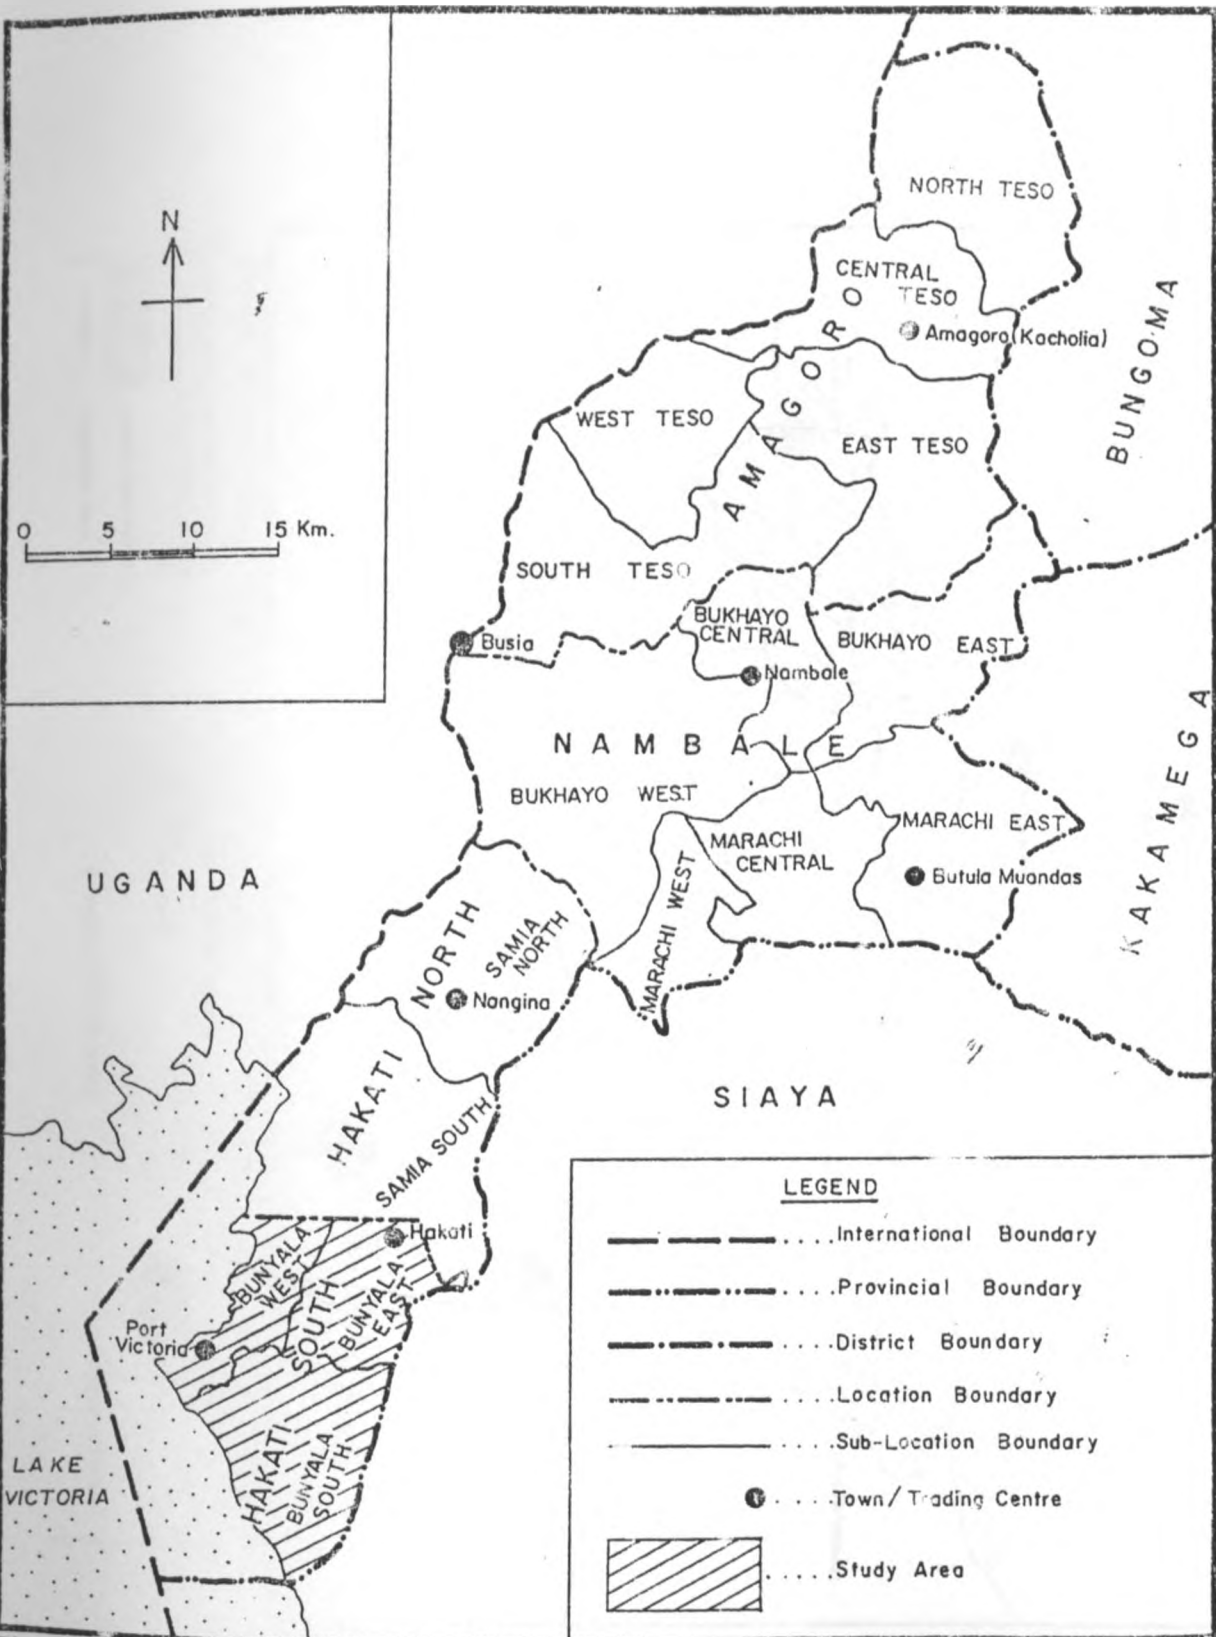 N
0 5 10 15 Km.
NORTH TESO
CENTRAL
TESO
Amagoro (Kacholia)
AMAGORO
BUNGOMA
WEST TESO
EAST TESO
SOUTH TESO
BUKHAYO
CENTRAL
BUKHAYO EAST
Busia
Nambale
NAMBALE
BUKHAYO WEST
KAKAMEGA
MARACHI
CENTRAL
MARACHI EAST
Butula Muandas
MARACHI WEST
UGANDA
NORTH
SAMIA
NORTH
Nangina
HAKATI
SAMIA SOUTH
SIAYA
Hakati
BUNYALA
WEST
SOUTH
BUNYALA
EAST
Port
Victoria
HAKATI
BUNYALA
SOUTH
LAKE
VICTORIA
LEGEND
.... International Boundary
.... Provincial Boundary
.... District Boundary
.... Location Boundary
.... Sub-Location Boundary
.... Town/Trading Centre
..... Study Area